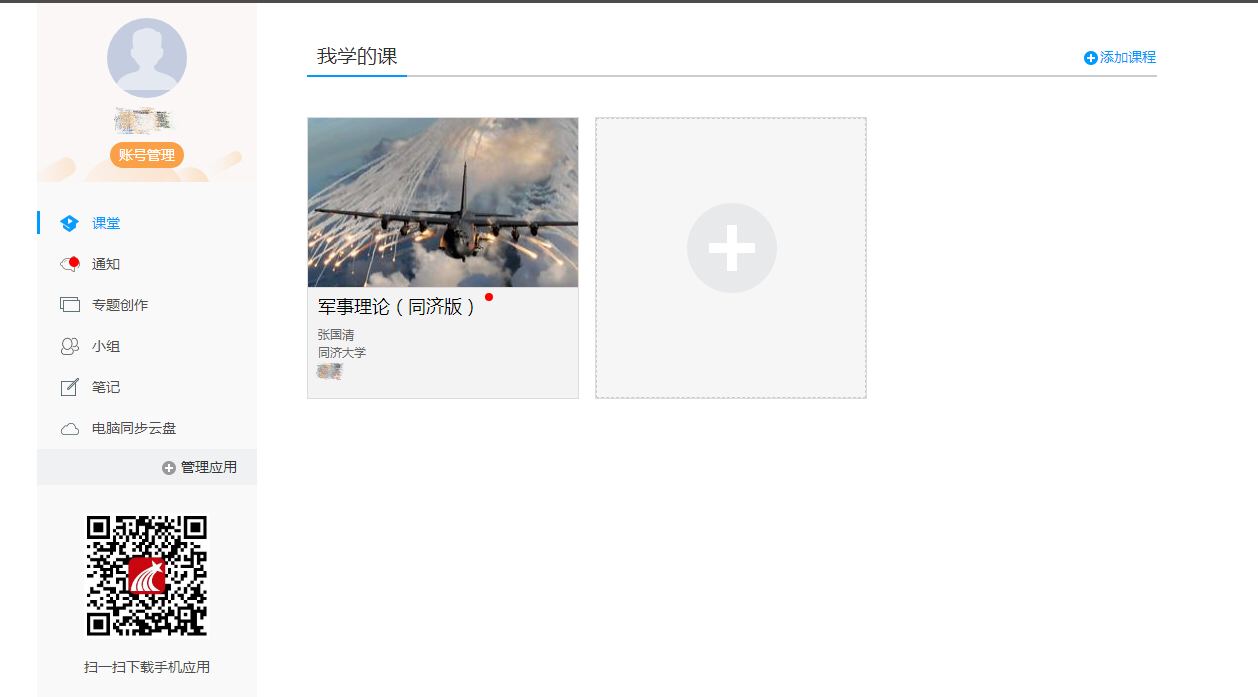 账号管理
课堂
通知
专题创作
小组
笔记
电脑同步云盘
管理应用
扫一扫下载手机应用
我学的课
添加课程
军事理论（同济版）
张国清
同济大学